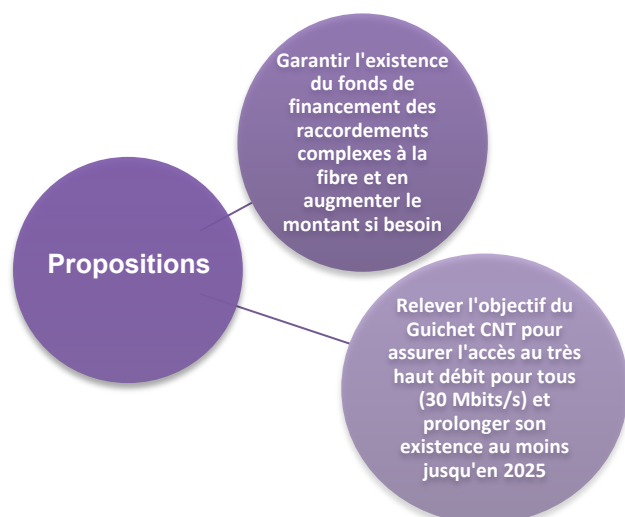 Garantir l'existence
du fonds de
financement des
raccordements
complexes à la
fibre et en
augmenter le
montant si besoin
Propositions
Relever l'objectif du
Guichet CNT pour
assurer l'accès au très
haut débit pour tous
(30 Mbits/s) et
prolonger son
existence au moins
jusqu'en 2025